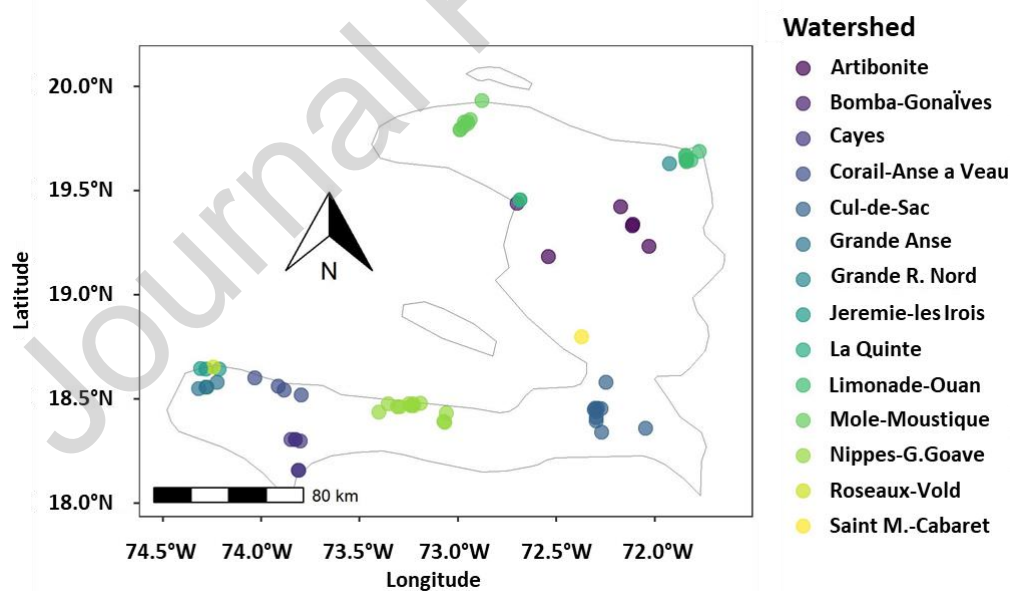 Watershed
Artibonite
Bomba-GonaÏves
Cayes
Corail-Anse a Veau
Cul-de-Sac
Grande Anse
Grande R. Nord
Jeremie-les Irois
La Quinte
Limonade-Ouan
Mole-Moustique
Nippes-G.Goave
Roseaux-Vold
Saint M.-Cabaret
Latitude
20.0°N
19.5°N
19.0°N
18.5°N
18.0°N
N
80 km
74.5°W 74.0°W 73.5°W 73.0°W 72.5°W 72.0°W
Longitude
Journal